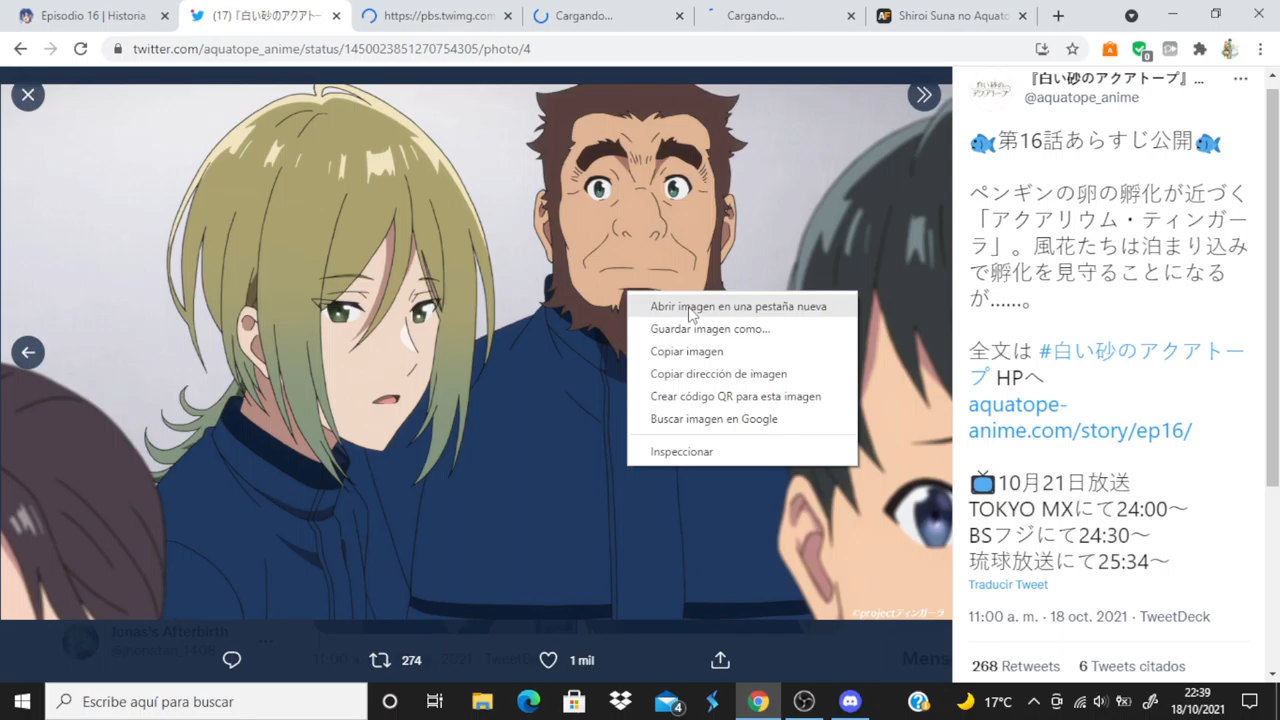 Episodio 16 | Historia
(17) 『白い砂のアクアトー
https://pbs.twimg.com
Cargando...
Cargando...
Shiroi Suna no Aquato
twitter.com/aquatope_anime/status/1450023851270754305/photo/4
『白い砂のアクアトープ』...
@aquatope_anime
第16話あらすじ公開
ペンギンの卵の孵化が近づく
「アクアリウム・ティンガー
ラ」。風花たちは泊まり込み
で孵化を見守ることになる
が……。
全文は #白い砂のアクアトー
プ HPへ
aquatope-
anime.com/story/ep16/
10月21日放送
TOKYO MXにて24:00～
BSフジにて24:30～
琉球放送にて25:34～
Traducir Tweet
11:00 a. m. · 18 oct. 2021 · TweetDeck
268 Retweets 6 Tweets citados
Abrir imagen en una pestaña nueva
Guardar imagen como...
Copiar imagen
Copiar dirección de imagen
Crear código QR para esta imagen
Buscar imagen en Google
Inspeccionar
©projectティンガーラ
Jonas's Afterbirth
274
1 mil
Mens
Escribe aquí para buscar
4
17°C
22:39
18/10/2021